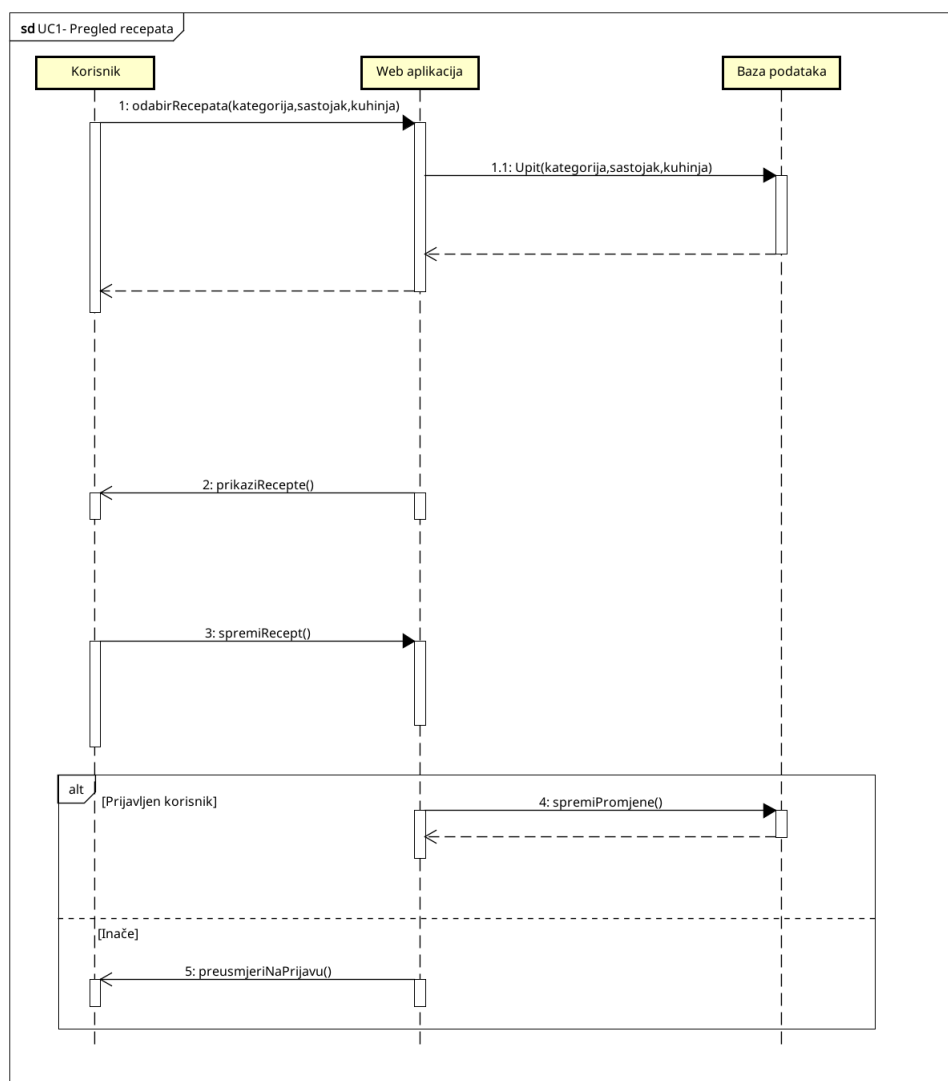 sd UC1- Pregled recepata
Korisnik
Web aplikacija
Baza podataka
1: odabirRecepata(kategorija,sastojak,kuhinja)
1.1: Upit(kategorija,sastojak,kuhinja)
2: prikaziRecepte()
3: spremiRecept()
alt
[Prijavljen korisnik]
4: spremiPromjene()
[Inače]
5: preusmjeriNaPrijavu()